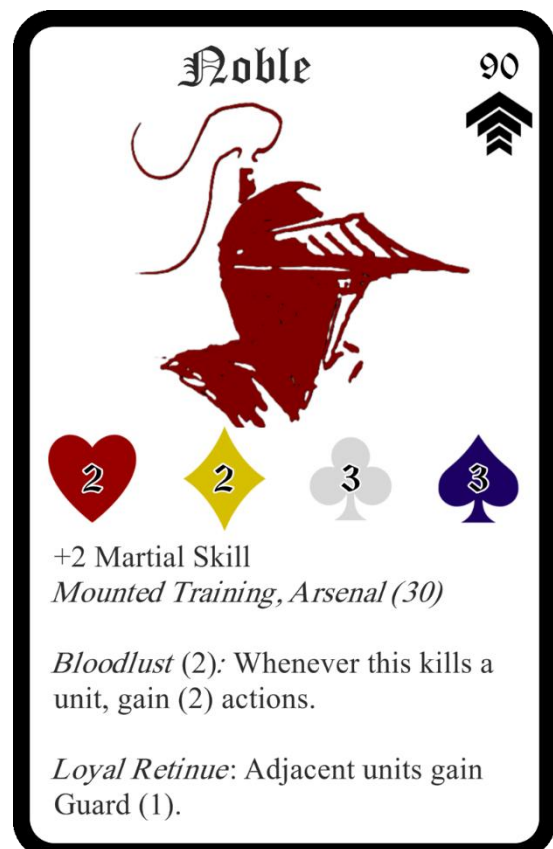 Noble
90
2 2 3 3
+2 Martial Skill
Mounted Training, Arsenal (30)
Bloodlust (2): Whenever this kills a
unit, gain (2) actions.
Loyal Retinue: Adjacent units gain
Guard (1).